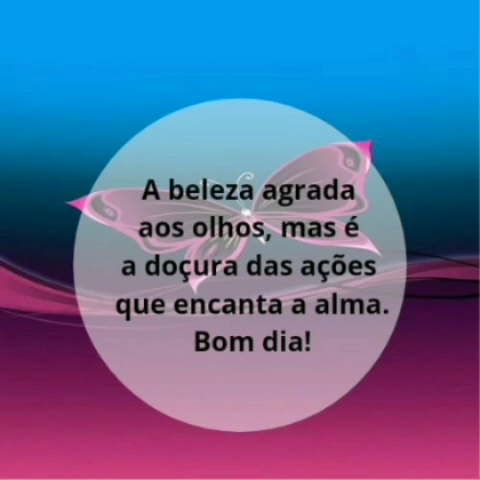 A beleza agrada
aos olhos, mas é
a doçura das ações
que encanta a alma.
Bom dia!